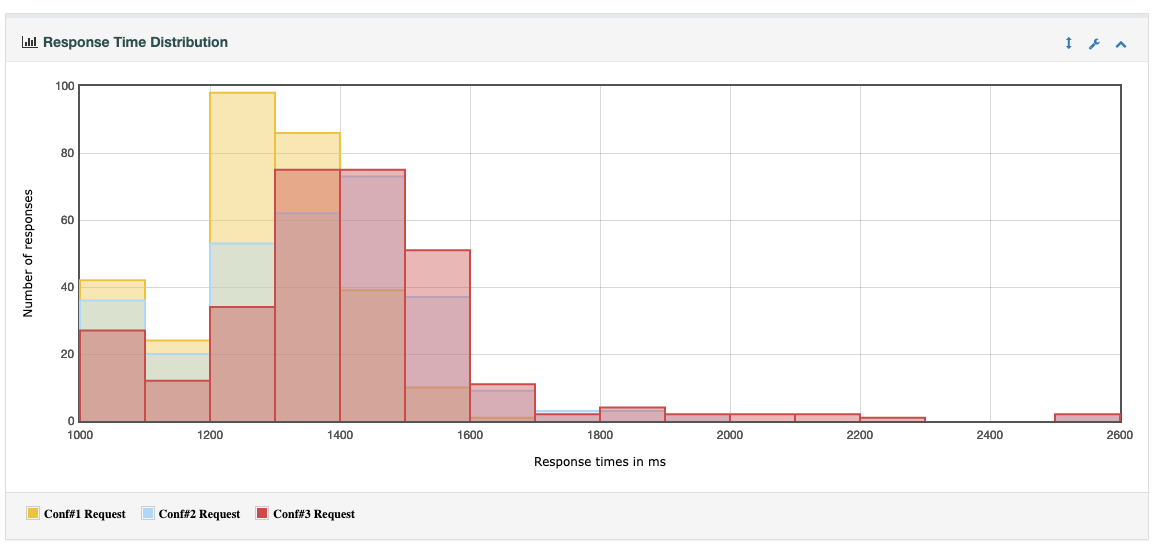 Response Time Distribution
100
80
60
40
20
0
Number of responses
1000 1200 1400 1600 1800 2000 2200 2400 2600
Response times in ms
Conf#1 Request Conf#2 Request Conf#3 Request